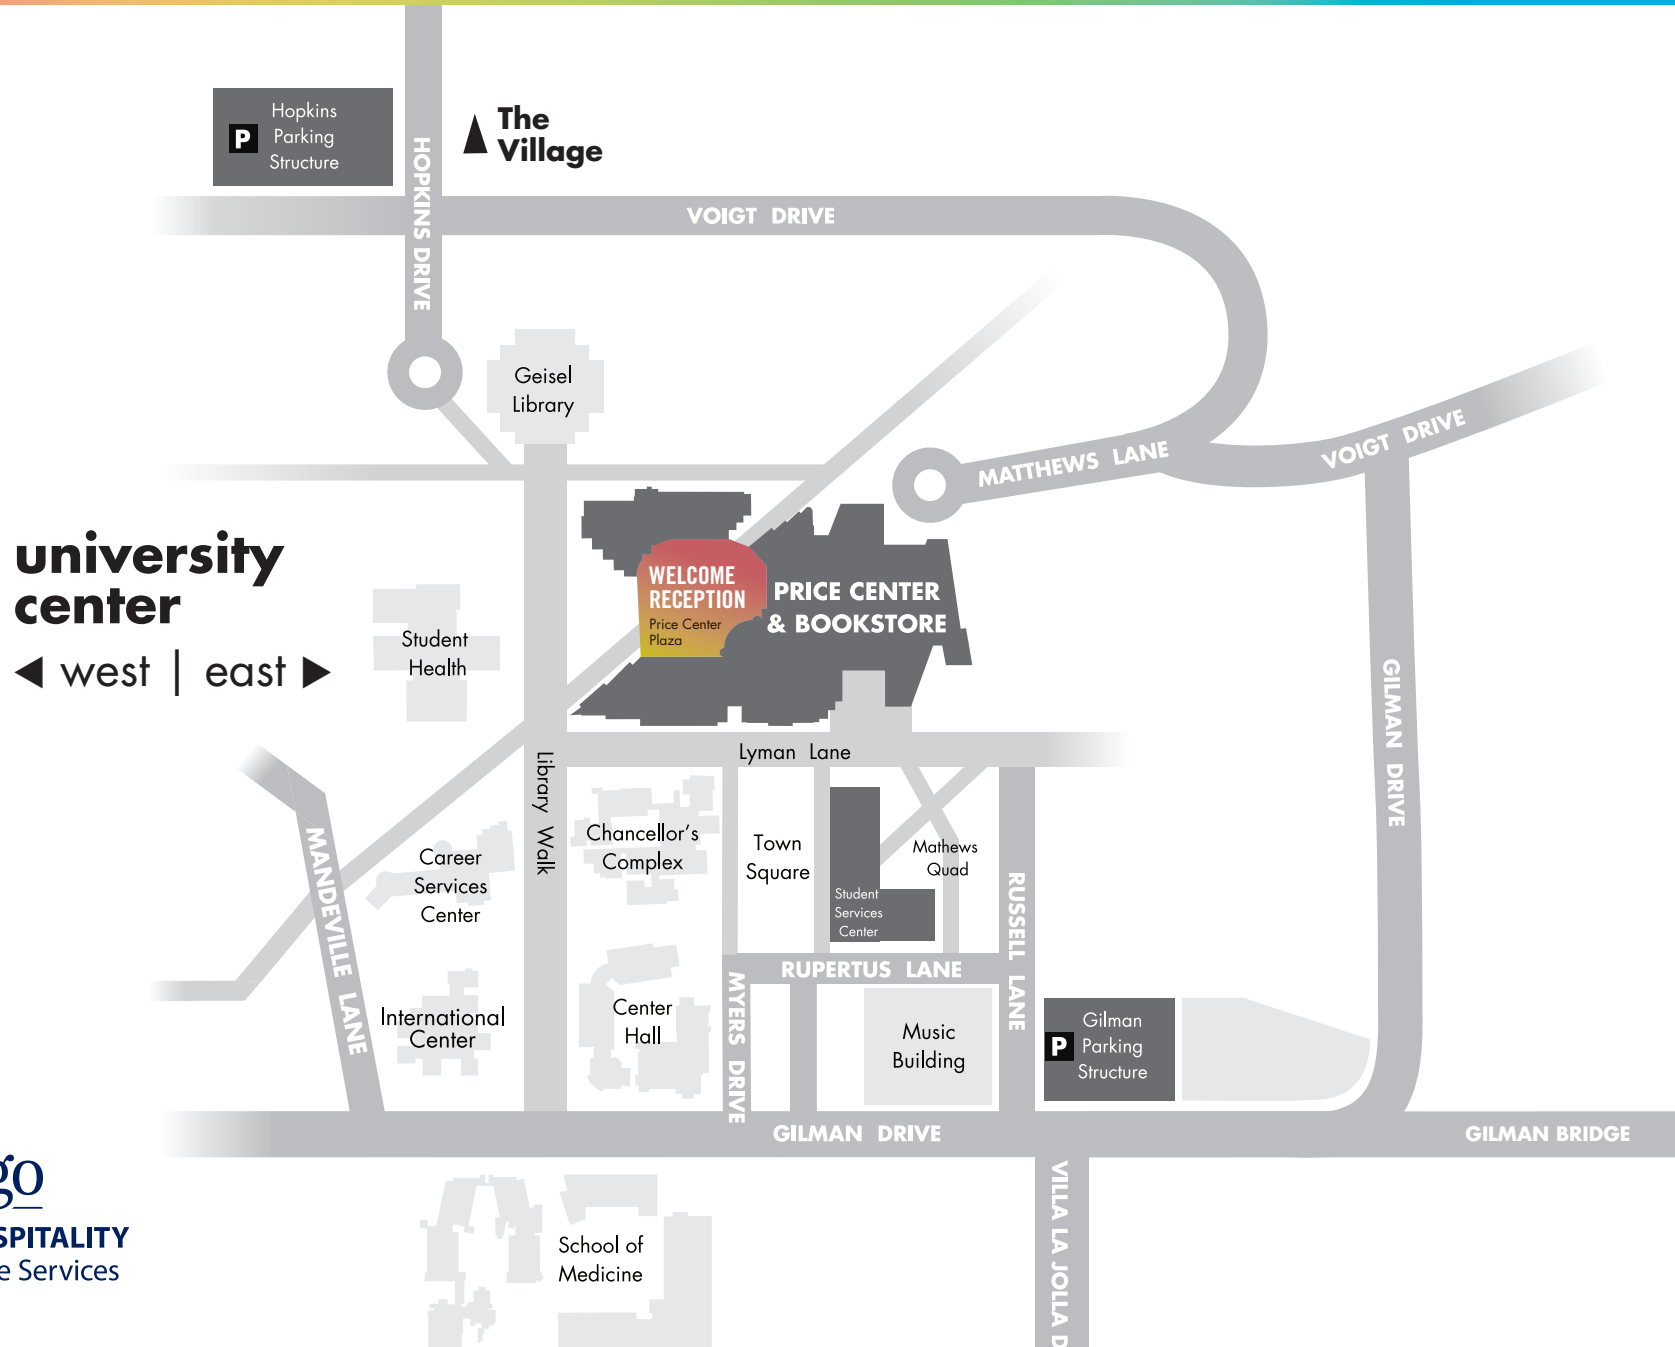 The
Village
Hopkins
P Parking
Structure
HOPKINS DRIVE
VOIGT DRIVE
Geisel
Library
MATTHEWS LANE
VOIGT DRIVE
university
center
west | east
WELCOME
RECEPTION
Price Center
Plaza
PRICE CENTER
& BOOKSTORE
Student
Health
GILMAN DRIVE
Lyman Lane
Library Walk
Chancellor's
Complex
Town
Square
Mathews
Quad
Career
Services
Center
Student
Services
Center
MANDEVILLE LANE
RUSSELL LANE
RUPERTUS LANE
MYERS DRIVE
International
Center
Center
Hall
Music
Building
Gilman
P Parking
Structure
GILMAN DRIVE
GILMAN BRIDGE
VILLA LA JOLLA D
go
SPITALITY
e Services
School of
Medicine